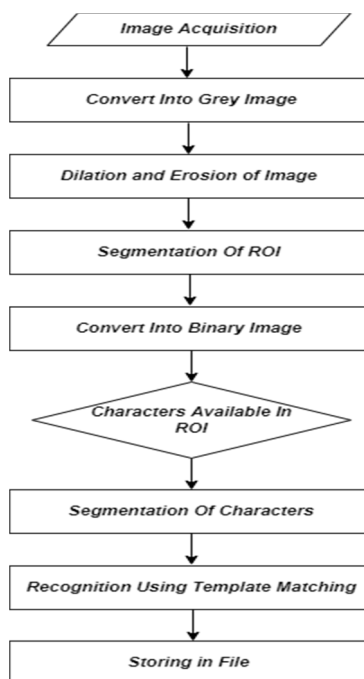 Image Acquisition
Convert Into Grey Image
Dilation and Erosion of Image
Segmentation Of ROI
Convert Into Binary Image
Characters Available In
ROI
Segmentation Of Characters
Recognition Using Template Matching
Storing in File